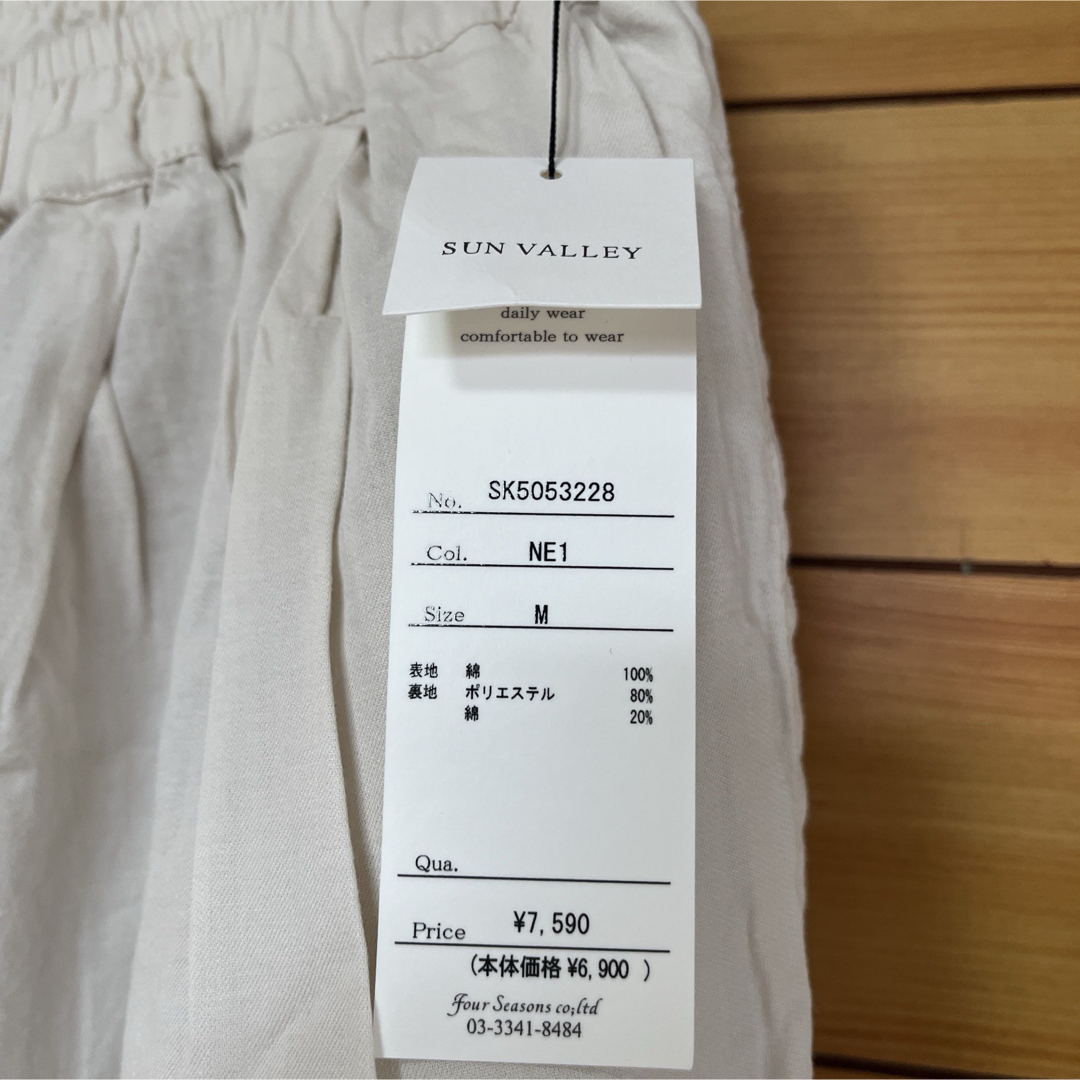 SUN VALLEY
daily wear
comfortable to wear
No. SK5053228
Col. NE1
Size M
表地 綿 100%
裏地 ポリエステル 80%
綿 20%
Qua.
Price ¥7,590
(本体価格 ¥6,900 )
Four Seasons co;ltd
03-3341-8484